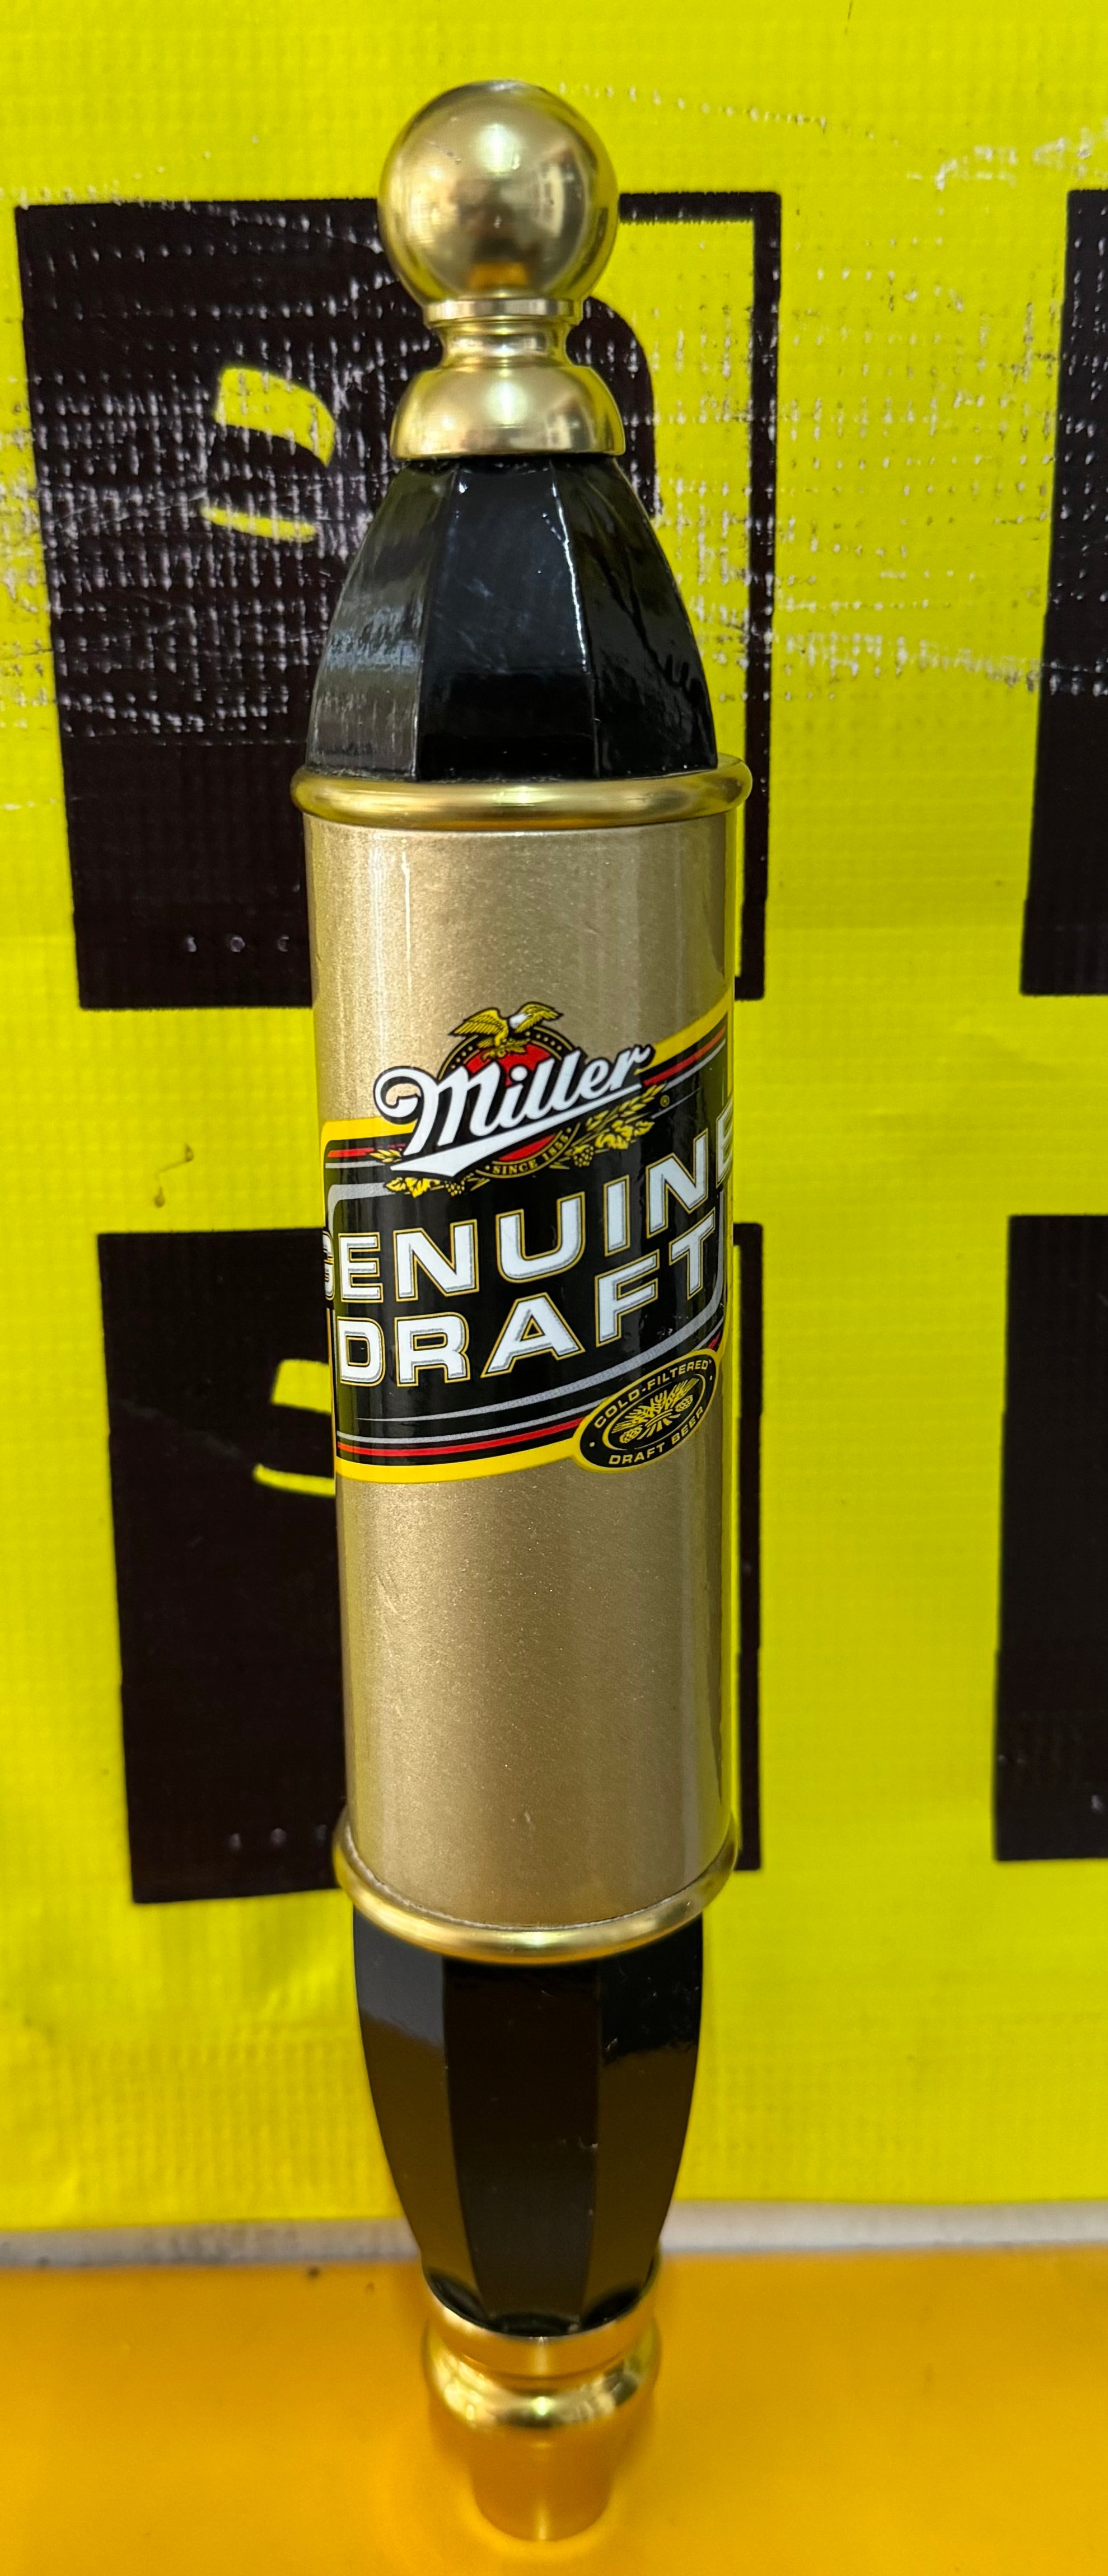 Miller
SINCE 1855
GENUINE
DRAFT
COLD-FILTERED
DRAFT BEER